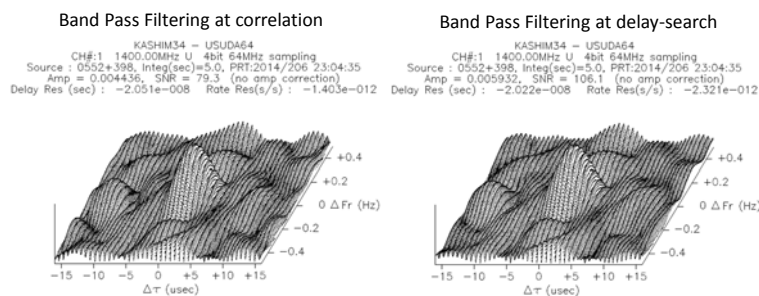 Band Pass Filtering at correlation
KASHIM34 - USUDA64
CH#:1 1400.00MHz U 4bit 64MHz sampling
Source : 0552+398, Integ(sec)=5.0, PRT:2014/206 23:04:35
Amp = 0.004436, SNR = 79.3 (no amp correction)
Delay Res (sec) : -2.051e-008 Rate Res(s/s) : -1.403e-012
+0.4
+0.2
0 ΔFr (Hz)
-0.2
-0.4
-15 -10 -5 0 +5 +10 +15
Δτ (usec)
Band Pass Filtering at delay-search
KASHIM34 - USUDA64
CH#:1 1400.00MHz U 4bit 64MHz sampling
Source : 0552+398, Integ(sec)=5.0, PRT:2014/206 23:04:35
Amp = 0.005932, SNR = 106.1 (no amp correction)
Delay Res (sec) : -2.022e-008 Rate Res(s/s) : -2.321e-012
+0.4
+0.2
0 ΔFr (Hz)
-0.2
-0.4
-15 -10 -5 0 +5 +10 +15
Δτ (usec)